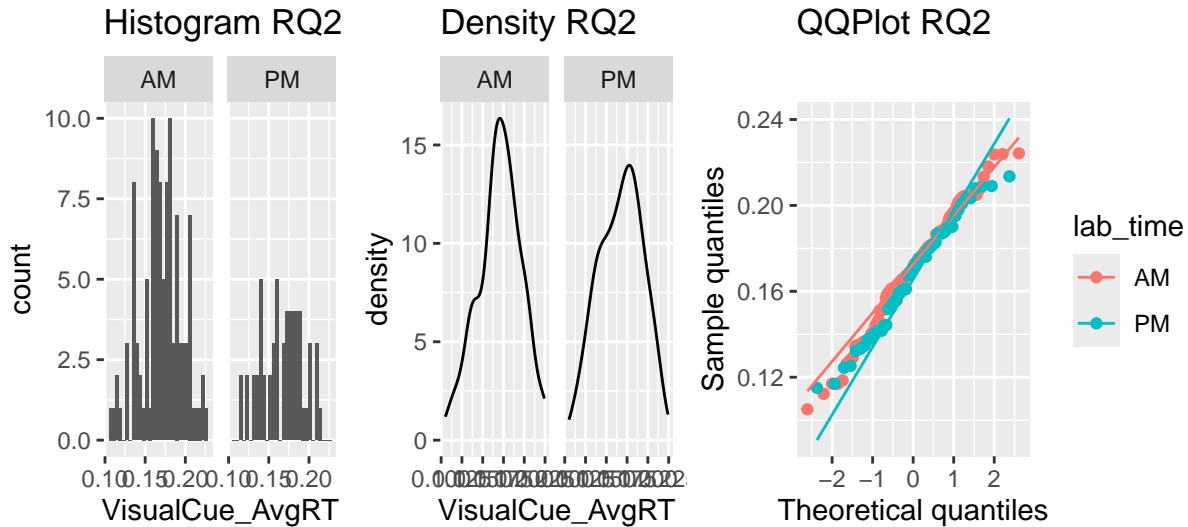 Histogram RQ2
AM PM
10.0
7.5
5.0
2.5
0.0
count
0.10 0.15 0.20 0.10 0.15 0.20
VisualCue_AvgRT
Density RQ2
AM PM
15
10
5
0
density
VisualCue_AvgRT
QQPlot RQ2
0.24
0.20
0.16
0.12
Sample quantiles
−2 −1 0 1 2
Theoretical quantiles
lab_time
AM
PM